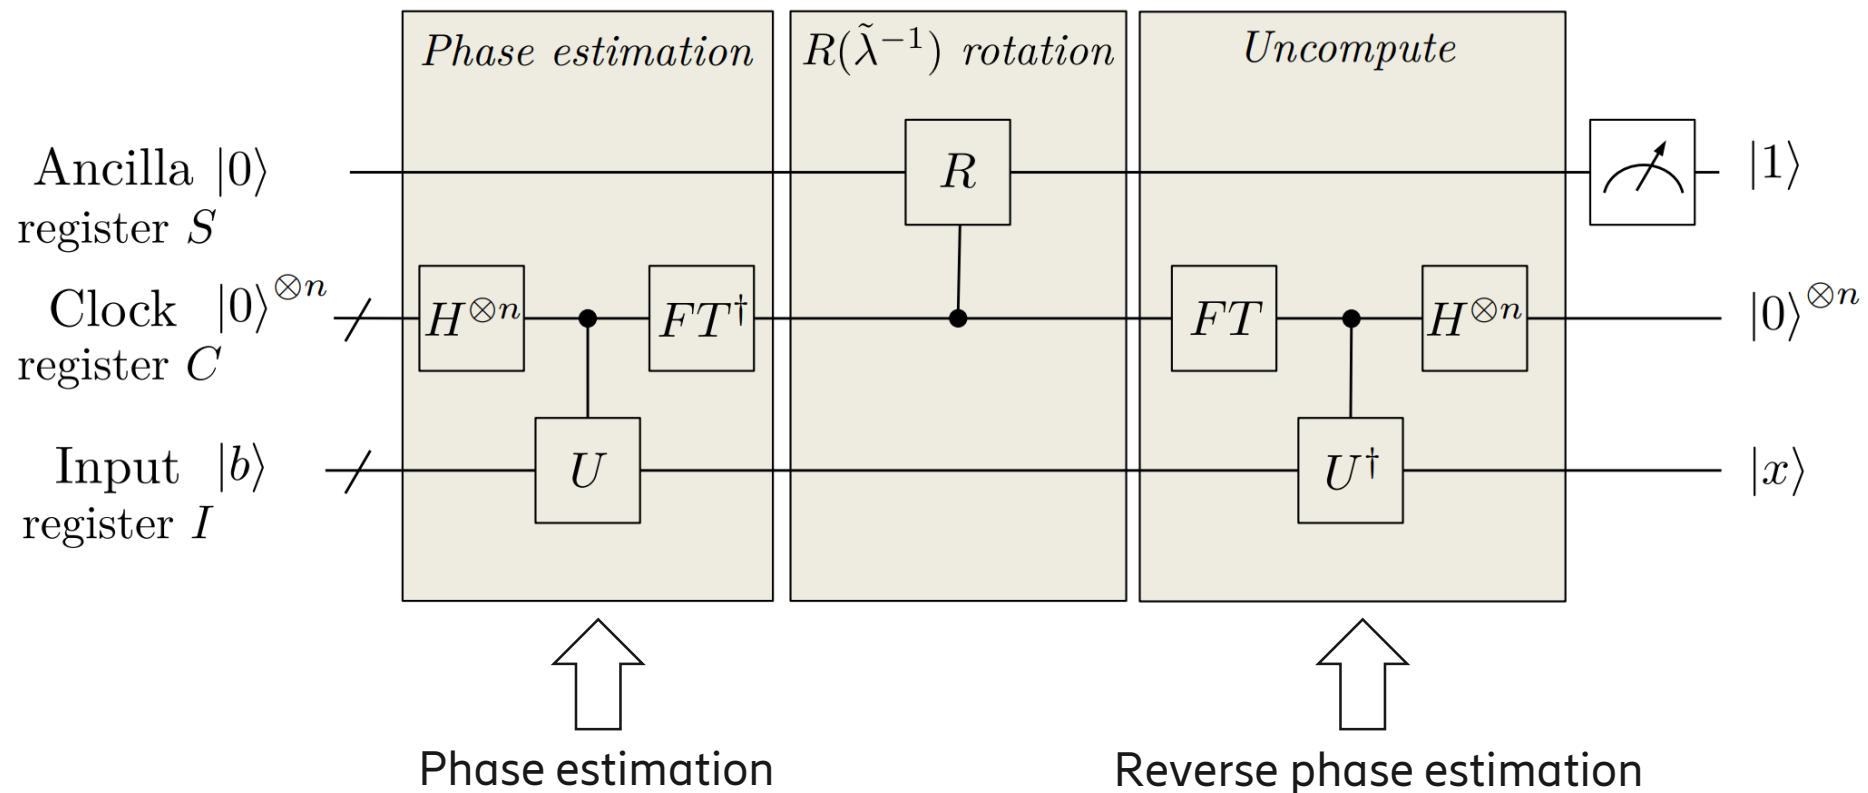 Phase estimation
R(λ̃⁻¹) rotation
Uncompute
Ancilla |0⟩
register S
R
|1⟩
Clock |0⟩^⊗n
register C
H^⊗n
FT†
FT
H^⊗n
|0⟩^⊗n
Input |b⟩
register I
U
U†
|x⟩
Phase estimation
Reverse phase estimation